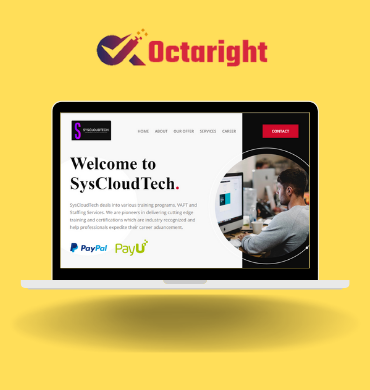 Octaright
SYSCLOUDTECH
HOME ABOUT OUR OFFER SERVICES CAREER
CONTACT
Welcome to
SysCloudTech.
SysCloudTech deals into various training programs, VAPT and
Staffing Services. We are pioneers in delivering cutting edge
training and certifications which are industry recognized and
help professionals expedite their career advancements.
PayPal PayU